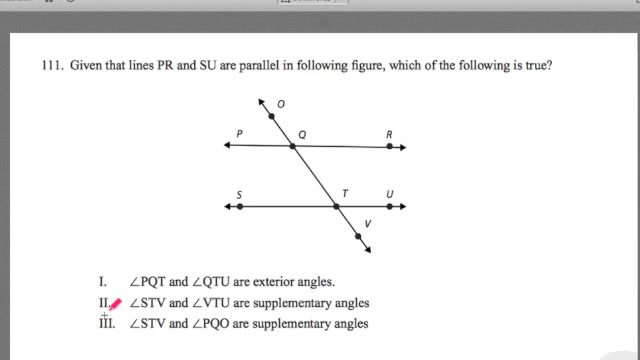 111. Given that lines PR and SU are parallel in following figure, which of the following is true?
O
P Q R
S T U
V
I. ∠PQT and ∠QTU are exterior angles.
II. ∠STV and ∠VTU are supplementary angles
III. ∠STV and ∠PQO are supplementary angles